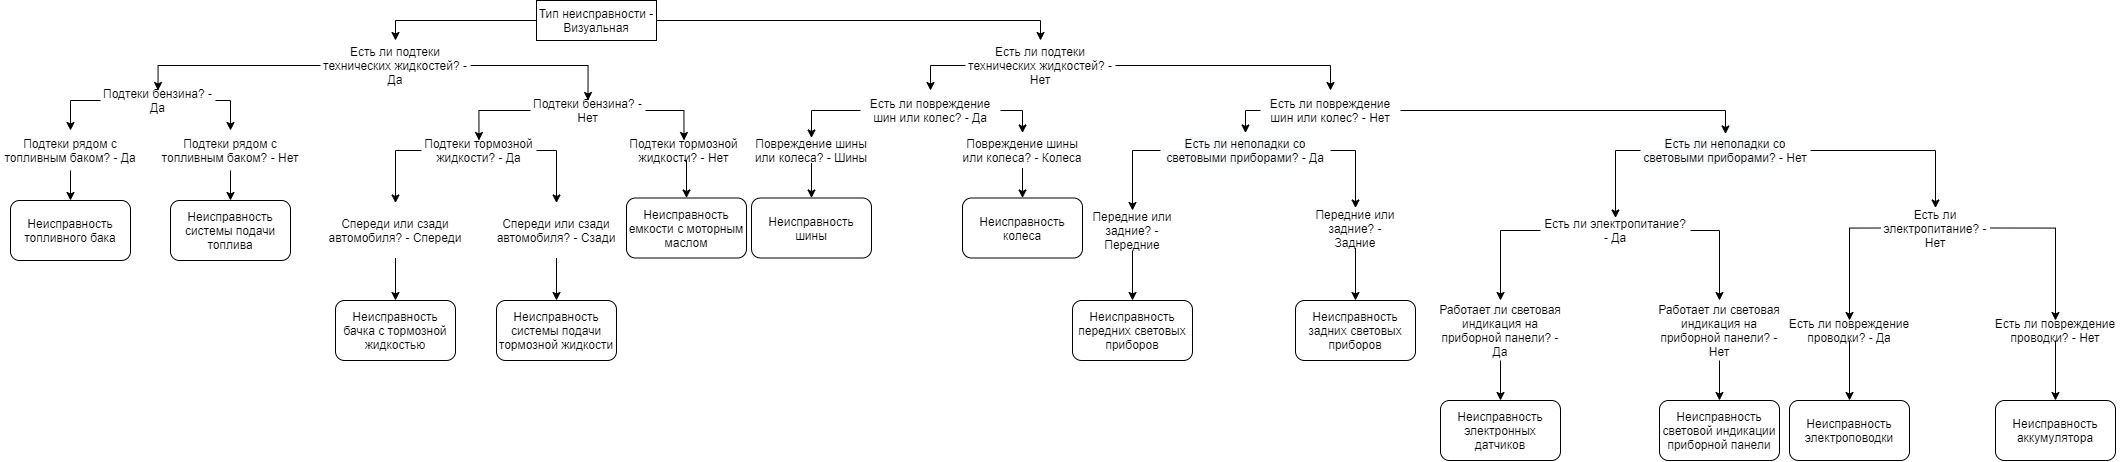 Тип неисправности -
Визуальная
Есть ли подтеки
технических жидкостей? -
Да
Есть ли подтеки
технических жидкостей? -
Нет
Подтеки бензина? -
Да
Подтеки бензина? -
Нет
Есть ли повреждение
шин или колес? - Да
Есть ли повреждение
шин или колес? - Нет
Подтеки рядом с
топливным баком? - Да
Подтеки рядом с
топливным баком? - Нет
Подтеки тормозной
жидкости? - Да
Подтеки тормозной
жидкости? - Нет
Повреждение шины
или колеса? - Шины
Повреждение шины
или колеса? - Колеса
Есть ли неполадки со
световыми приборами? - Да
Есть ли неполадки со
световыми приборами? - Нет
Неисправность
топливного бака
Неисправность
системы подачи
топлива
Спереди или сзади
автомобиля? - Спереди
Спереди или сзади
автомобиля? - Сзади
Неисправность
емкости с моторным
маслом
Неисправность
шины
Неисправность
колеса
Передние или
задние? -
Передние
Передние или
задние? -
Задние
Есть ли электропитание?
- Да
Есть ли
электропитание? -
Нет
Неисправность
бачка с тормозной
жидкостью
Неисправность
системы подачи
тормозной жидкости
Неисправность
передних световых
приборов
Неисправность
задних световых
приборов
Работает ли световая
индикация на
приборной панели? -
Да
Работает ли световая
индикация на
приборной панели? -
Нет
Есть ли повреждение
проводки? - Да
Есть ли повреждение
проводки? - Нет
Неисправность
электронных
датчиков
Неисправность
световой индикации
приборной панели
Неисправность
электроповодки
Неисправность
аккумулятора